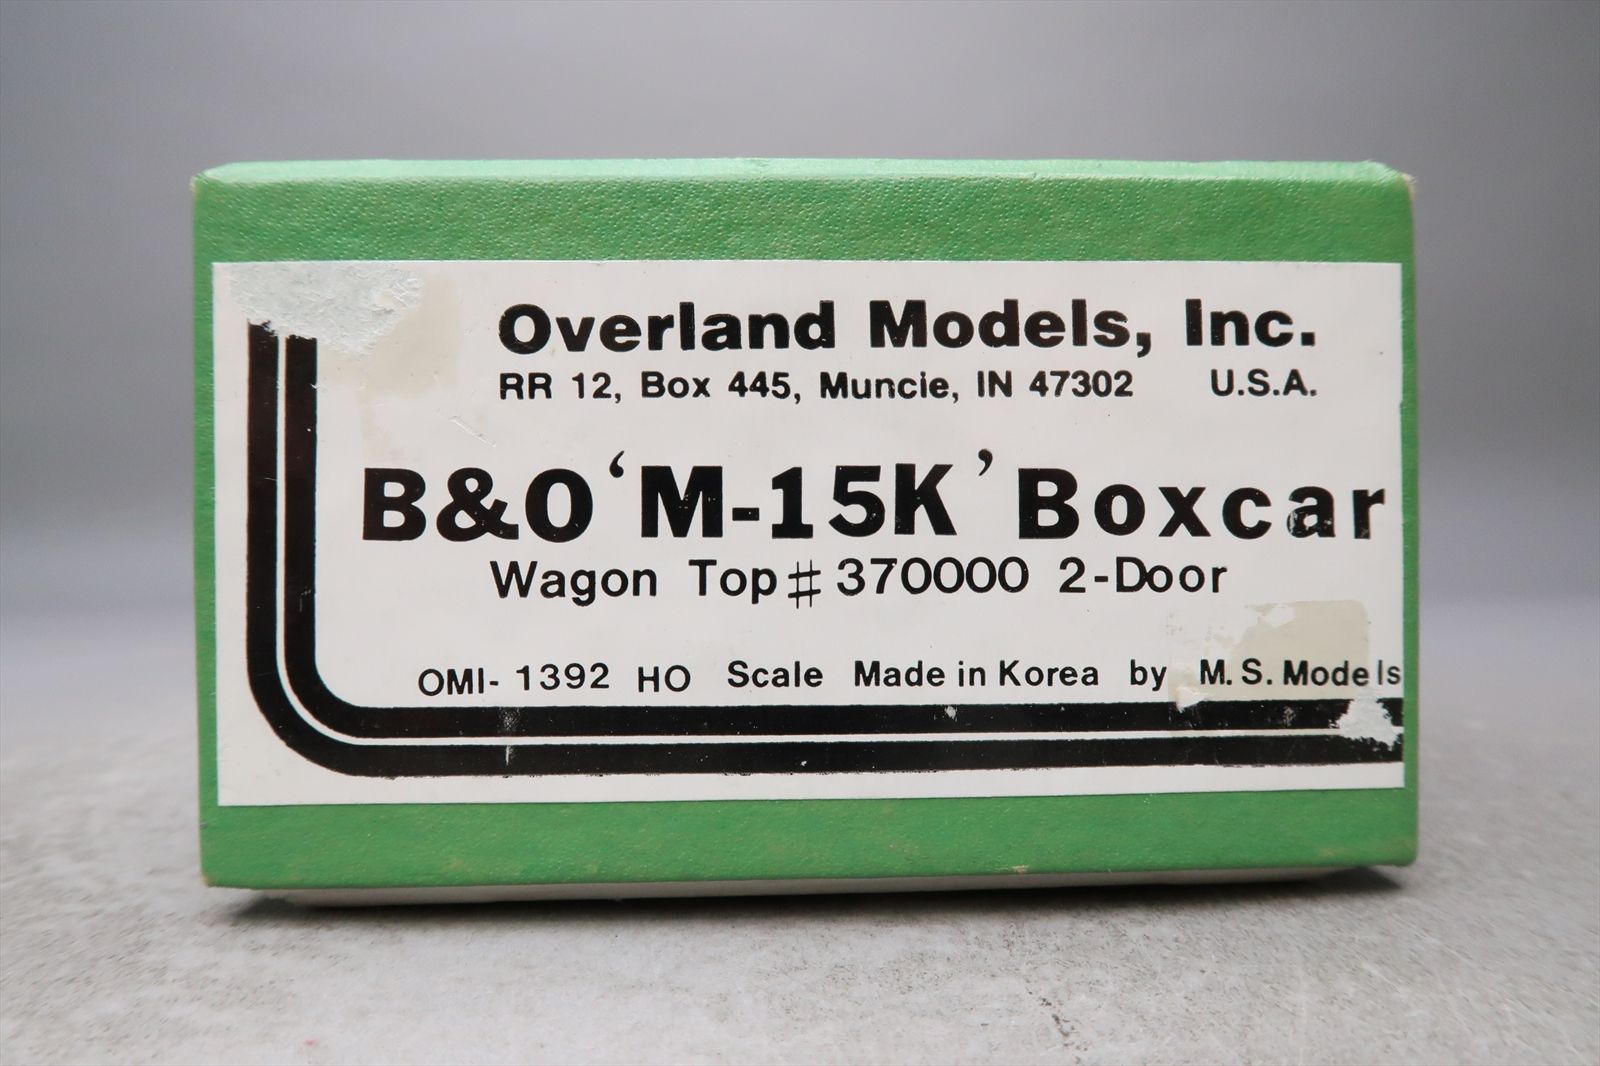 Overland Models, Inc.
RR 12, Box 445, Muncie, IN 47302 U.S.A.
B&O ‘M-15K’ Boxcar
Wagon Top # 370000 2-Door
OMI- 1392 HO Scale Made in Korea by M. S. Models